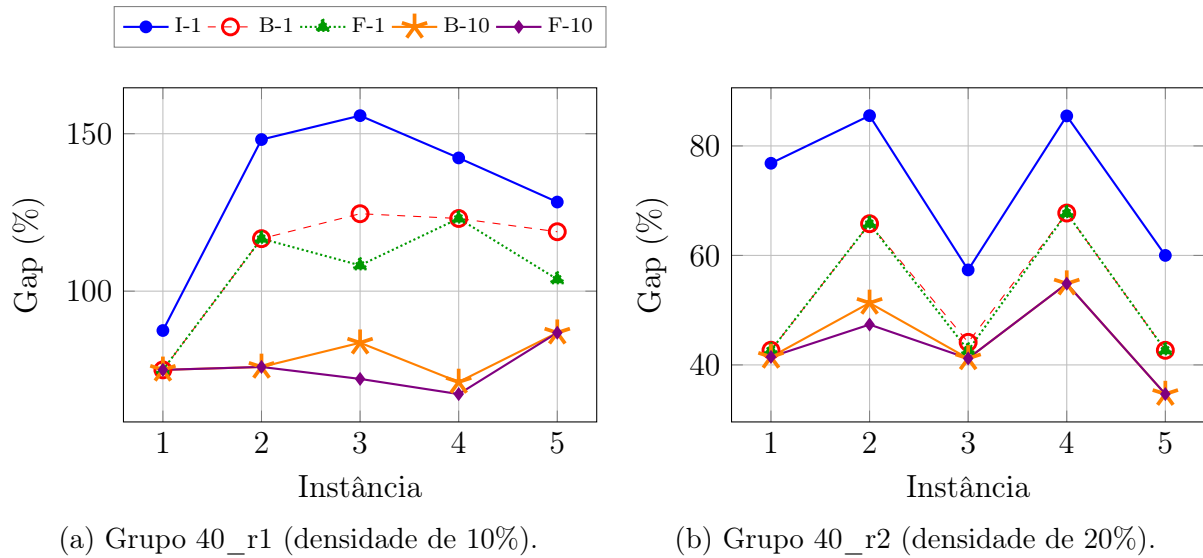 I-1 B-1 F-1 B-10 F-10
150
100
Gap (%)
1 2 3 4 5
Instância
(a) Grupo 40_r1 (densidade de 10%).
80
60
40
Gap (%)
1 2 3 4 5
Instância
(b) Grupo 40_r2 (densidade de 20%).